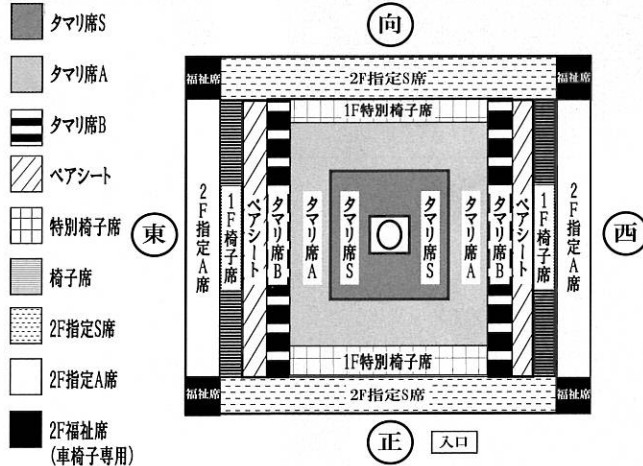 タマリ席S
タマリ席A
タマリ席B
ペアシート
特別椅子席
椅子席
2F指定S席
2F指定A席
2F福祉席
(車椅子専用)
向
福祉席
2F指定S席
福祉席
1F特別椅子席
東
2F指定A席
1F椅子席
ペアシート
タマリ席B
タマリ席A
タマリ席S
タマリ席S
タマリ席A
タマリ席B
ペアシート
1F椅子席
2F指定A席
西
1F特別椅子席
福祉席
2F指定S席
福祉席
正
入口